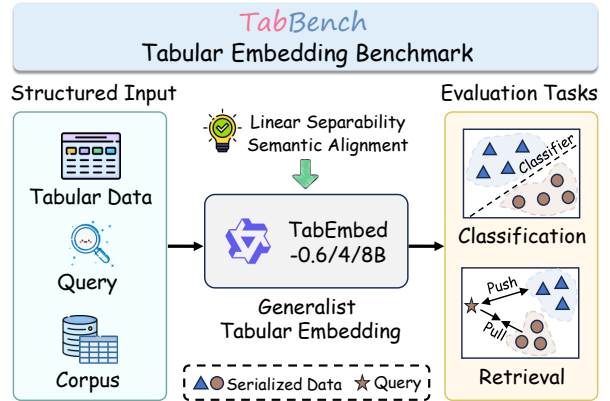 TabBench
Tabular Embedding Benchmark
Structured Input
Tabular Data
Query
Corpus
Linear Separability
Semantic Alignment
TabEmbed
-0.6/4/8B
Generalist
Tabular Embedding
Evaluation Tasks
Classifier
Classification
Push
Pull
Retrieval
Serialized Data
Query